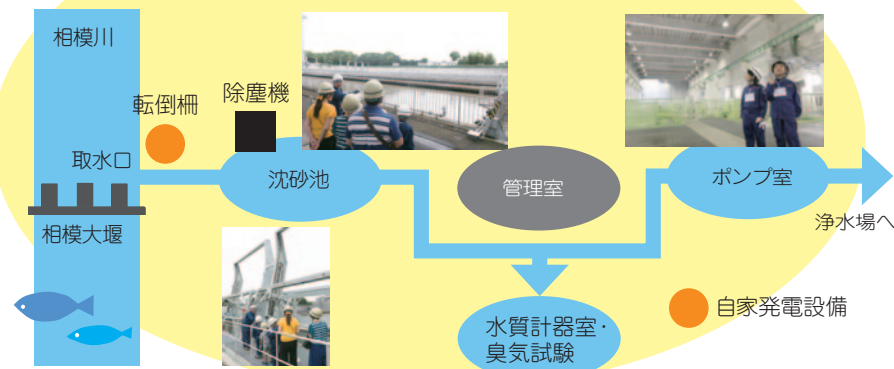 相模川
転倒柵
除塵機
取水口
沈砂池
管理室
ポンプ室
浄水場へ
相模大堰
自家発電設備
水質計器室・
臭気試験